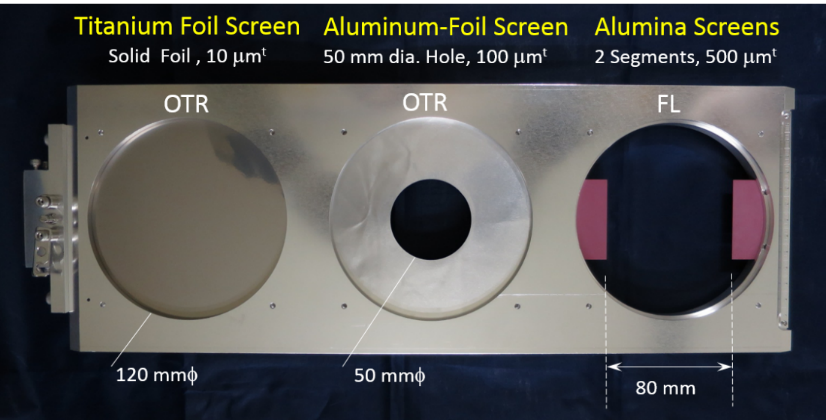 Titanium Foil Screen
Solid Foil , 10 μmᵗ
Aluminum-Foil Screen
50 mm dia. Hole, 100 μmᵗ
Alumina Screens
2 Segments, 500 μmᵗ
OTR
OTR
FL
120 mmϕ
50 mmϕ
80 mm